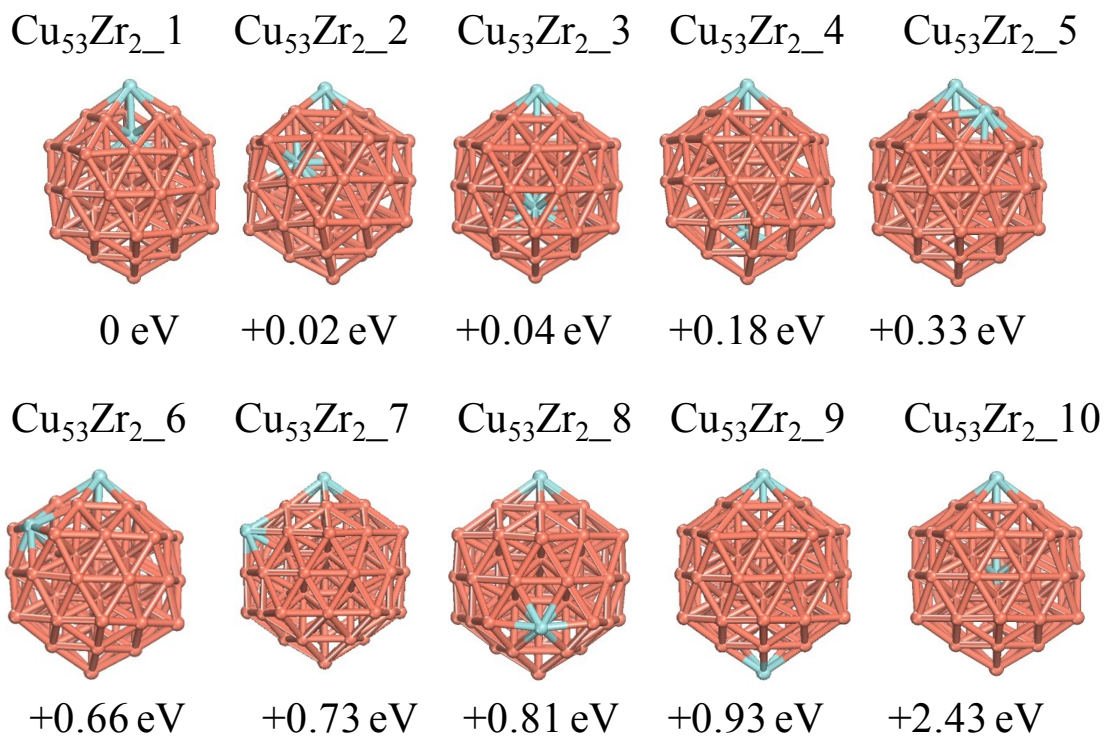 Cu₅₃Zr₂_1 Cu₅₃Zr₂_2 Cu₅₃Zr₂_3 Cu₅₃Zr₂_4 Cu₅₃Zr₂_5
0 eV +0.02 eV +0.04 eV +0.18 eV +0.33 eV
Cu₅₃Zr₂_6 Cu₅₃Zr₂_7 Cu₅₃Zr₂_8 Cu₅₃Zr₂_9 Cu₅₃Zr₂_10
+0.66 eV +0.73 eV +0.81 eV +0.93 eV +2.43 eV